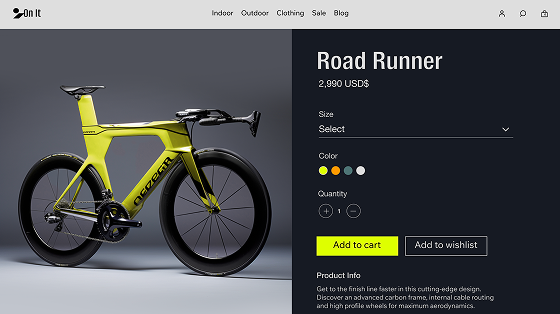 On It
Indoor Outdoor Clothing Sale Blog
Road Runner
2,990 USD$
Size
Select
Color
Quantity
1
Add to cart
Add to wishlist
Product Info
Get to the finish line faster in this cutting-edge design.
Discover an advanced carbon frame, internal cable routing
and high profile wheels for maximum aerodynamics.